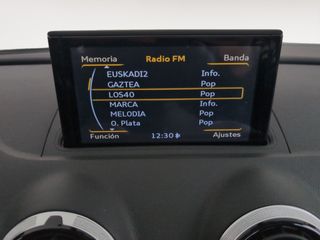 Memoria Radio FM Banda
EUSKADI2 Info.
GAZTEA Pop
LOS40 Pop
MARCA Info.
MELODIA Pop
O. Plata Pop
Función 12:30 Ajustes